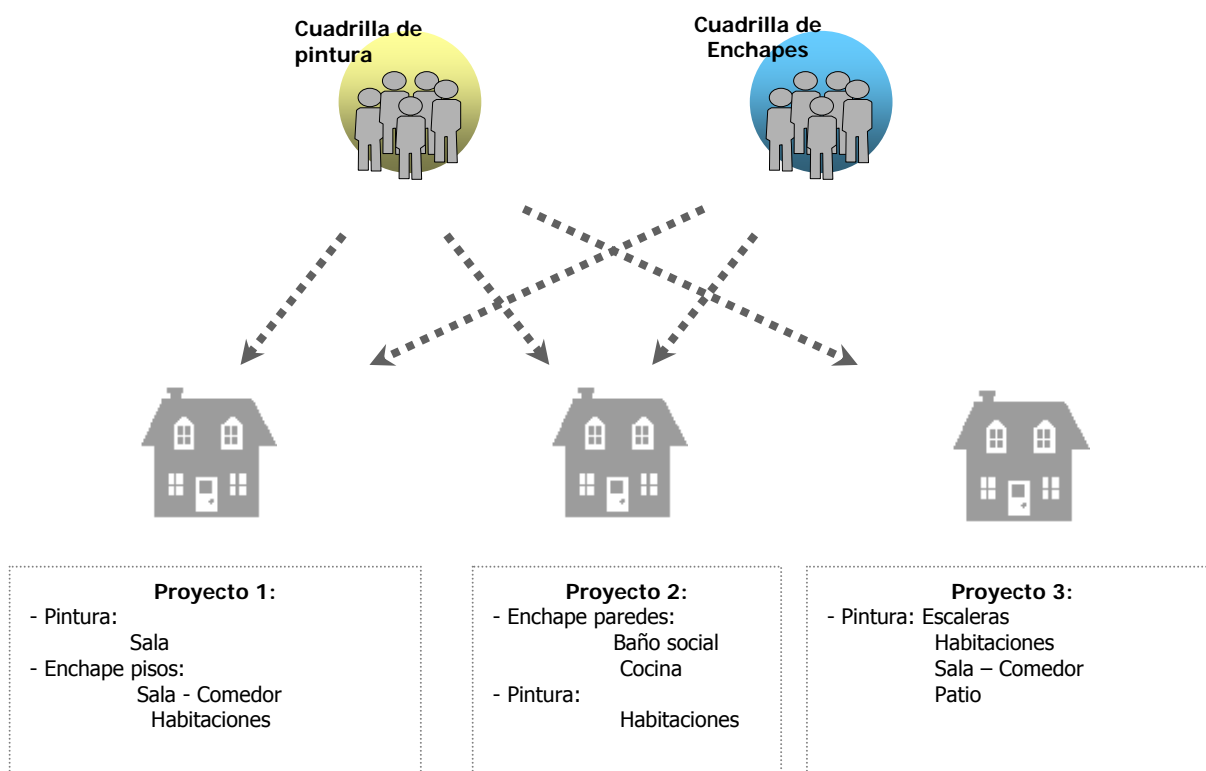 Cuadrilla de
pintura
Cuadrilla de
Enchapes
Proyecto 1:
- Pintura:
Sala
- Enchape pisos:
Sala - Comedor
Habitaciones
Proyecto 2:
- Enchape paredes:
Baño social
Cocina
- Pintura:
Habitaciones
Proyecto 3:
- Pintura: Escaleras
Habitaciones
Sala – Comedor
Patio